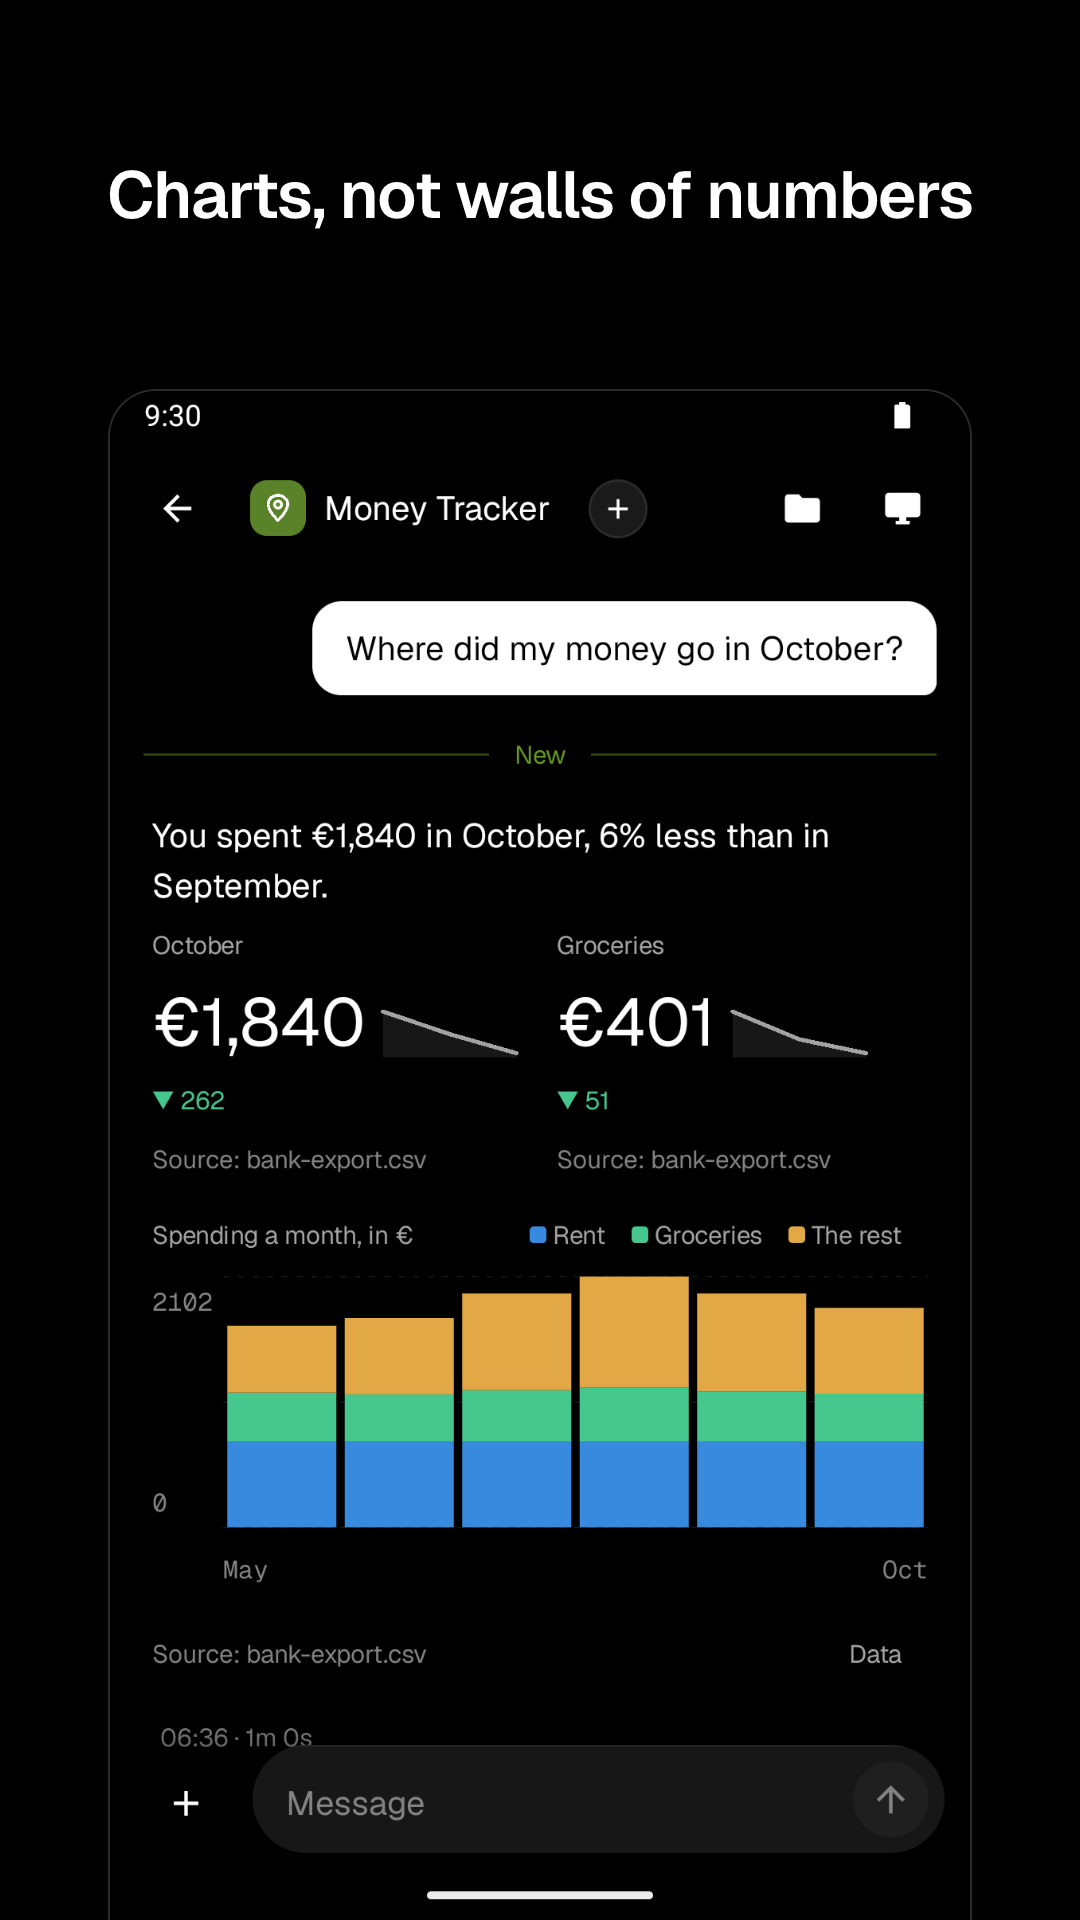 Charts, not walls of numbers
9:30
Money Tracker
Where did my money go in October?
New
You spent €1,840 in October, 6% less than in
September.
October
Groceries
€1,840
€401
▼ 262
▼ 51
Source: bank-export.csv
Source: bank-export.csv
Spending a month, in €
Rent
Groceries
The rest
2102
0
May
Oct
Source: bank-export.csv
Data
06:36 · 1m 0s
Message